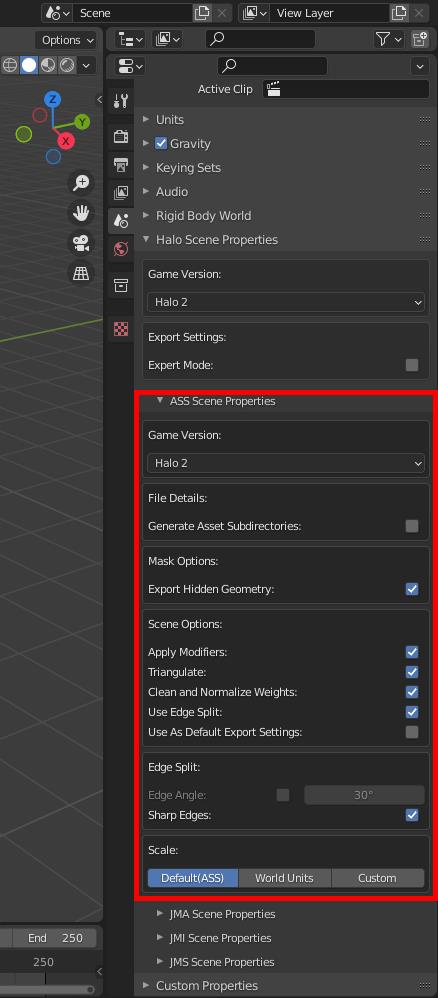 Scene
View Layer
Options
Active Clip
Units
Gravity
Keying Sets
Audio
Rigid Body World
Halo Scene Properties
Z
Y
X
Game Version:
Halo 2
Export Settings:
Expert Mode:
ASS Scene Properties
Game Version:
Halo 2
File Details:
Generate Asset Subdirectories:
Mask Options:
Export Hidden Geometry:
Scene Options:
Apply Modifiers:
Triangulate:
Clean and Normalize Weights:
Use Edge Split:
Use As Default Export Settings:
Edge Split:
Edge Angle: 30°
Sharp Edges:
Scale:
Default(ASS) World Units Custom
JMA Scene Properties
JMI Scene Properties
JMS Scene Properties
Custom Properties
End 250
250